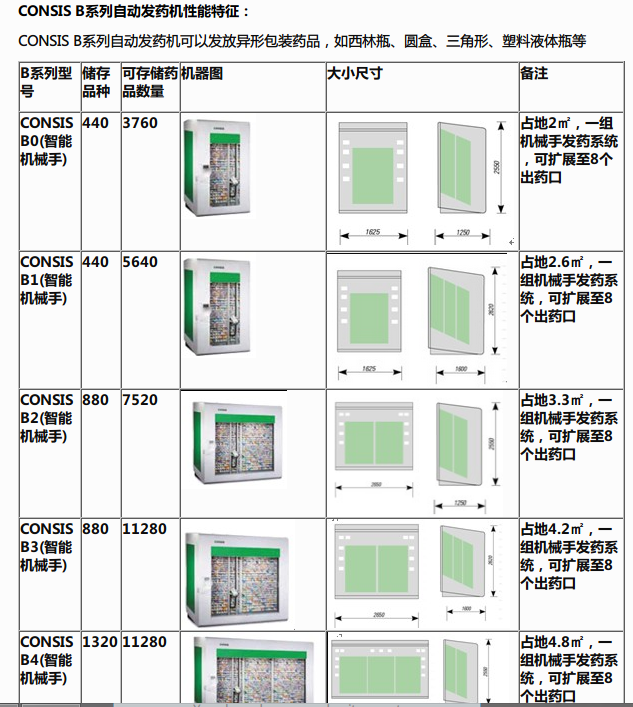 CONSIS B系列自动发药机性能特征：
CONSIS B系列自动发药机可以发放异形包装药品，如西林瓶、圆盒、三角形、塑料液体瓶等
B系列型号 储存品种 可存储药品数量 机器图 大小尺寸 备注
CONSIS B0(智能机械手) 440 3760
1625
2550
1250
占地2㎡，一组
机械手发药系统
，可扩展至8个
出药口
CONSIS B1(智能机械手) 440 5640
1625
2620
1600
占地2.6㎡，一
组机械手发药系
统，可扩展至8
个出药口
CONSIS B2(智能机械手) 880 7520
2650
2550
1250
占地3.3㎡，一
组机械手发药系
统，可扩展至8
个出药口
CONSIS B3(智能机械手) 880 11280
2650
2620
1600
占地4.2㎡，一
组机械手发药系
统，可扩展至8
个出药口
CONSIS B4(智能机械手) 1320 11280
2550
占地4.8㎡，一
组机械手发药系
统，可扩展至8
个出药口